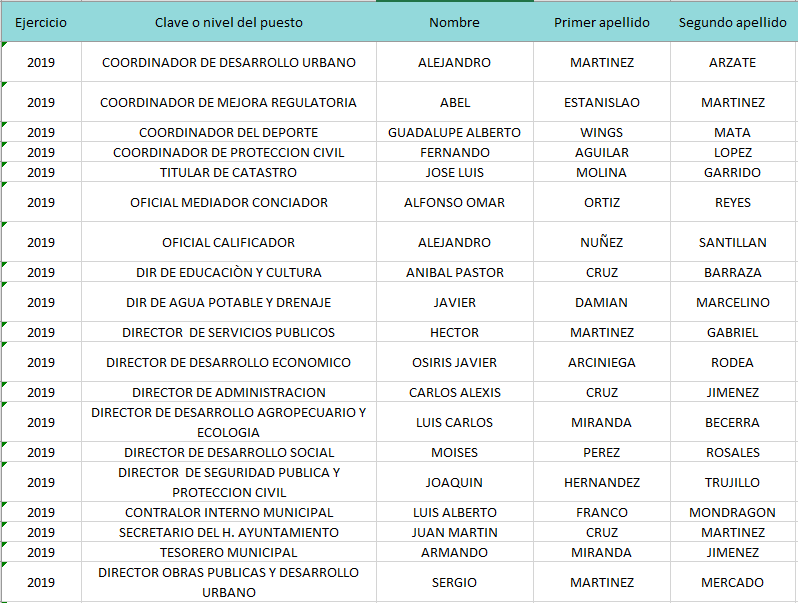 Ejercicio Clave o nivel del puesto Nombre Primer apellido Segundo apellido
2019 COORDINADOR DE DESARROLLO URBANO ALEJANDRO MARTINEZ ARZATE
2019 COORDINADOR DE MEJORA REGULATORIA ABEL ESTANISLAO MARTINEZ
2019 COORDINADOR DEL DEPORTE GUADALUPE ALBERTO WINGS MATA
2019 COORDINADOR DE PROTECCION CIVIL FERNANDO AGUILAR LOPEZ
2019 TITULAR DE CATASTRO JOSE LUIS MOLINA GARRIDO
2019 OFICIAL MEDIADOR CONCIADOR ALFONSO OMAR ORTIZ REYES
2019 OFICIAL CALIFICADOR ALEJANDRO NUÑEZ SANTILLAN
2019 DIR DE EDUCACIÒN Y CULTURA ANIBAL PASTOR CRUZ BARRAZA
2019 DIR DE AGUA POTABLE Y DRENAJE JAVIER DAMIAN MARCELINO
2019 DIRECTOR DE SERVICIOS PUBLICOS HECTOR MARTINEZ GABRIEL
2019 DIRECTOR DE DESARROLLO ECONOMICO OSIRIS JAVIER ARCINIEGA RODEA
2019 DIRECTOR DE ADMINISTRACION CARLOS ALEXIS CRUZ JIMENEZ
2019 DIRECTOR DE DESARROLLO AGROPECUARIO Y
ECOLOGIA LUIS CARLOS MIRANDA BECERRA
2019 DIRECTOR DE DESARROLLO SOCIAL MOISES PEREZ ROSALES
2019 DIRECTOR DE SEGURIDAD PUBLICA Y
PROTECCION CIVIL JOAQUIN HERNANDEZ TRUJILLO
2019 CONTRALOR INTERNO MUNICIPAL LUIS ALBERTO FRANCO MONDRAGON
2019 SECRETARIO DEL H. AYUNTAMIENTO JUAN MARTIN CRUZ MARTINEZ
2019 TESORERO MUNICIPAL ARMANDO MIRANDA JIMENEZ
2019 DIRECTOR OBRAS PUBLICAS Y DESARROLLO
URBANO SERGIO MARTINEZ MERCADO